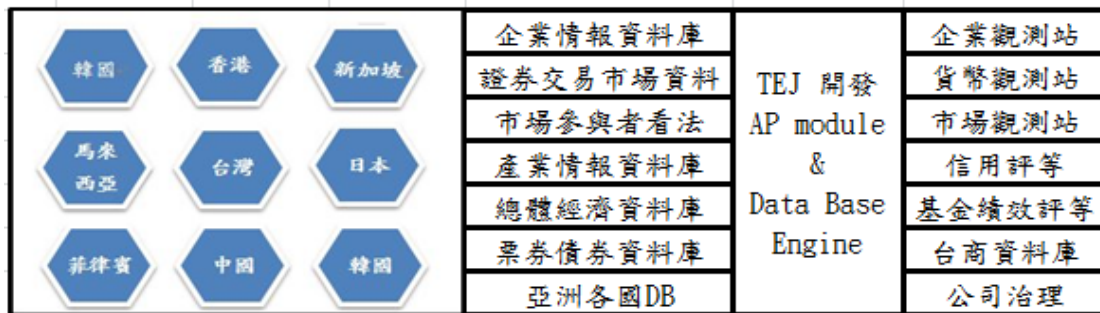 韓國
香港
新加坡
馬來
西亞
台灣
日本
菲律賓
中國
韓國
企業情報資料庫
證券交易市場資料
市場參與者看法
產業情報資料庫
總體經濟資料庫
票券債券資料庫
亞洲各國DB
TEJ 開發
AP module
&
Data Base
Engine
企業觀測站
貨幣觀測站
市場觀測站
信用評等
基金績效評等
台商資料庫
公司治理